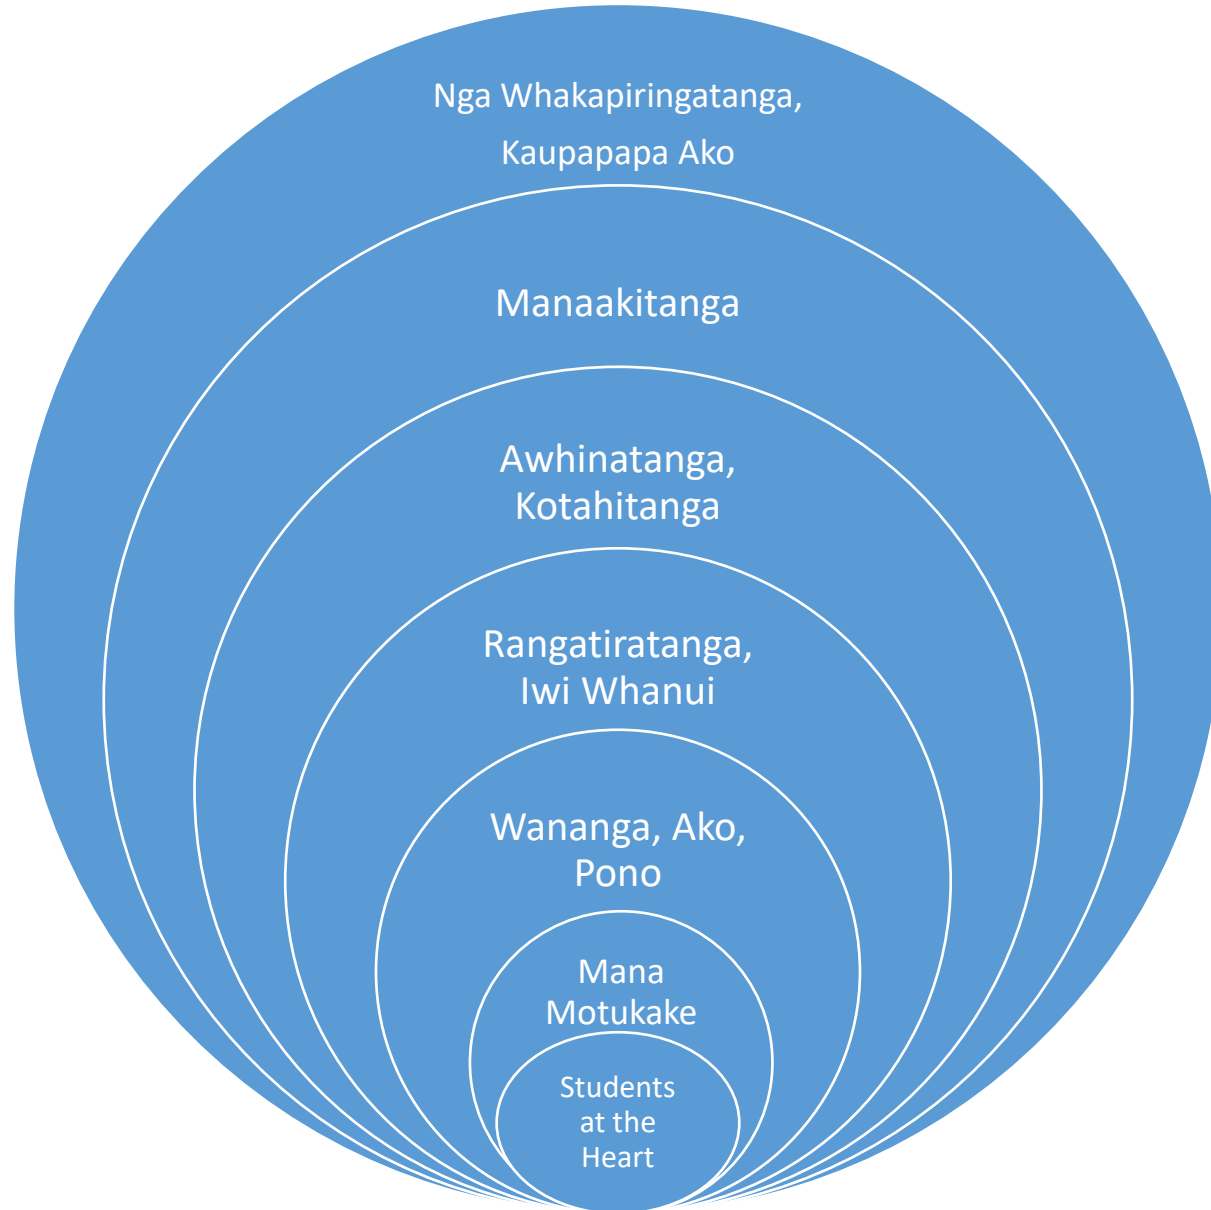 Nga Whakapiringatanga,
Kaupapapa Ako
Manaakitanga
Awhinatanga,
Kotahitanga
Rangatiratanga,
Iwi Whanui
Wananga, Ako,
Pono
Mana
Motukake
Students
at the
Heart